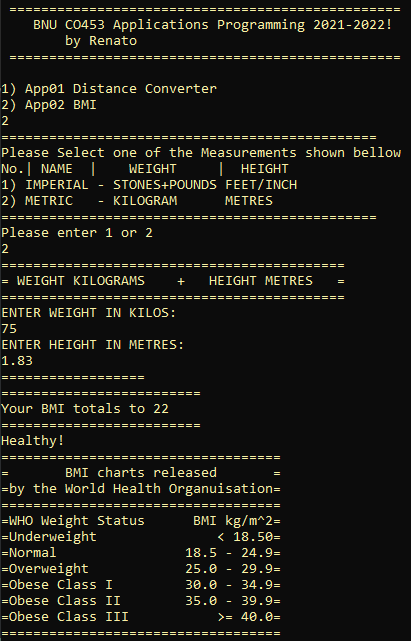 ==================================================
BNU CO453 Applications Programming 2021-2022!
by Renato
==================================================
1) App01 Distance Converter
2) App02 BMI
2
===============================================
Please Select one of the Measurements shown bellow
No.| NAME  |    WEIGHT     |  HEIGHT
1) IMPERIAL - STONES+POUNDS FEET/INCH
2) METRIC   - KILOGRAM      METRES
===============================================
Please enter 1 or 2
2
===========================================
= WEIGHT KILOGRAMS    +   HEIGHT METRES   =
===========================================
ENTER WEIGHT IN KILOS:
75
ENTER HEIGHT IN METRES:
1.83
==================
=========================
Your BMI totals to 22
=========================
Healthy!
===================================
=       BMI charts released       =
=by the World Health Organuisation=
===================================
=WHO Weight Status      BMI kg/m^2=
=Underweight               < 18.50=
=Normal                18.5 - 24.9=
=Overweight            25.0 - 29.9=
=Obese Class I         30.0 - 34.9=
=Obese Class II        35.0 - 39.9=
=Obese Class III           >= 40.0=
===================================